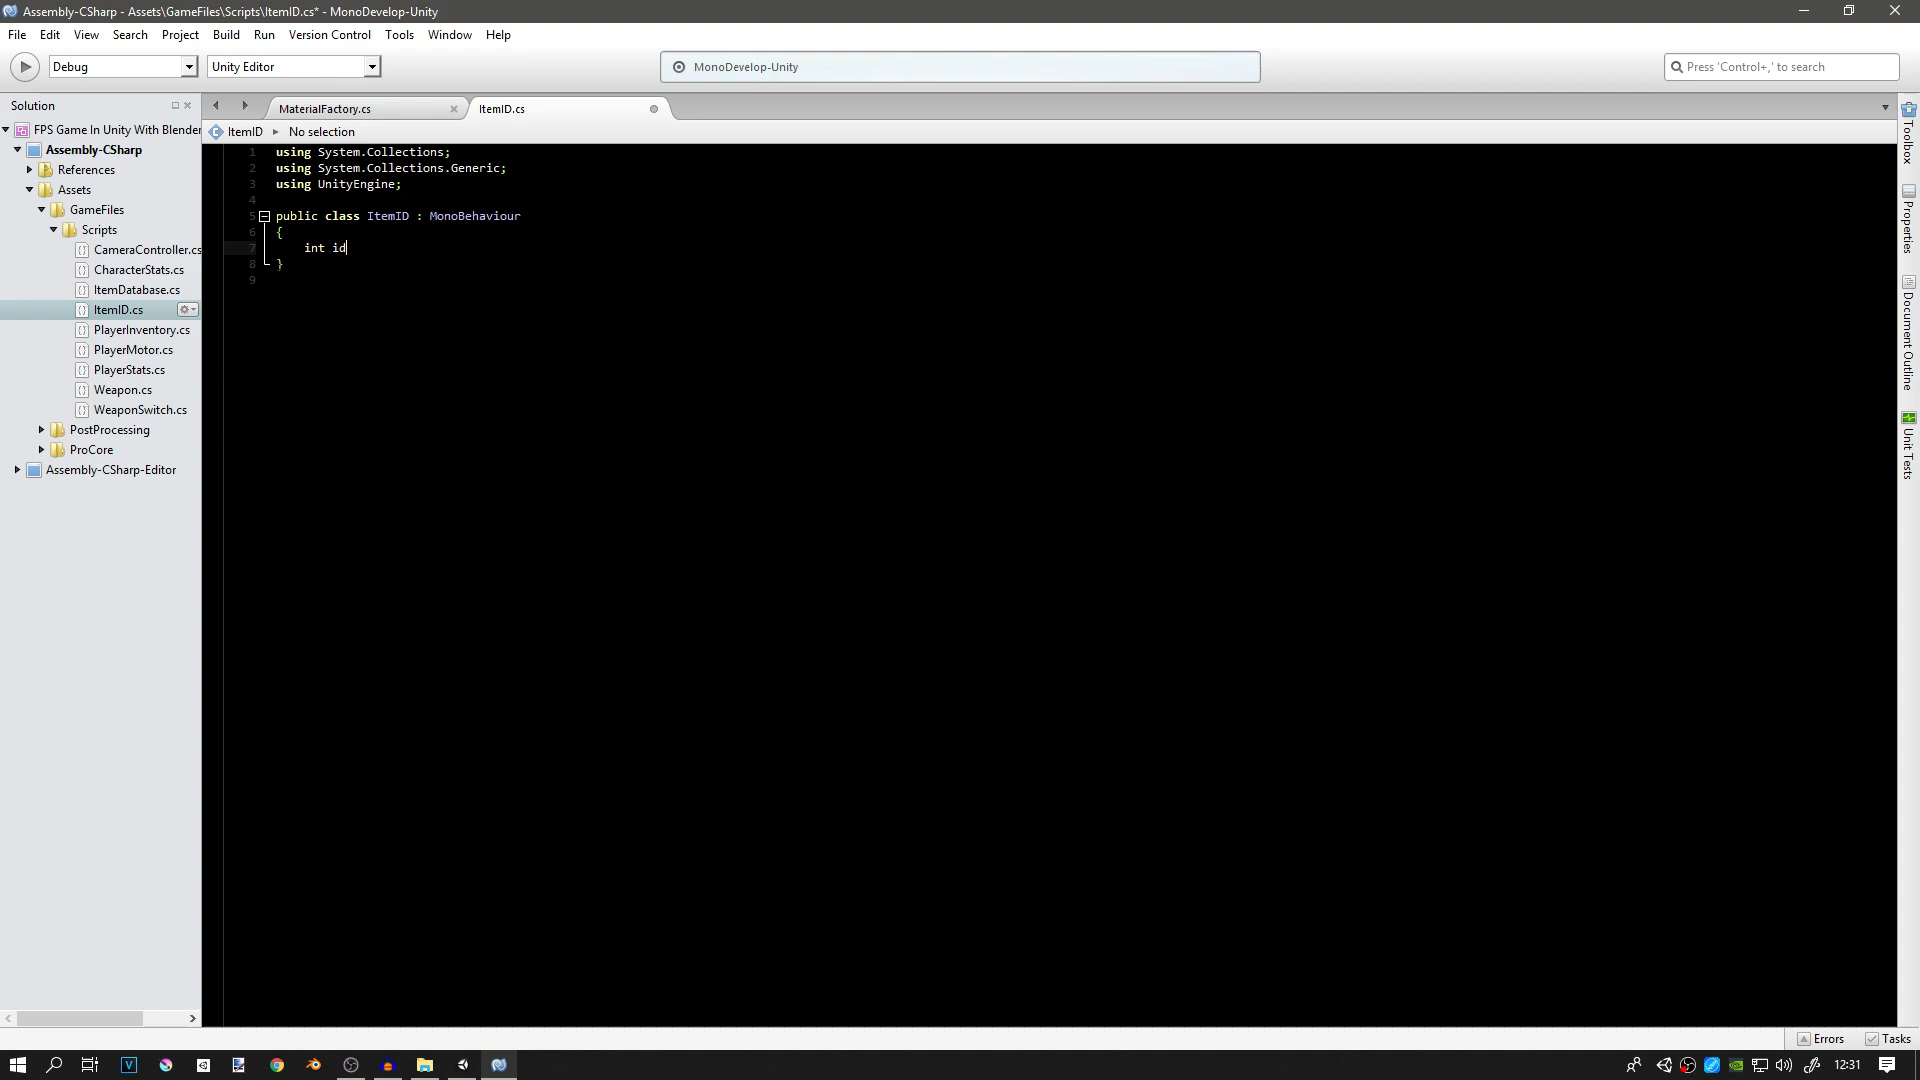 Assembly-CSharp - Assets\GameFiles\Scripts\ItemID.cs* - MonoDevelop-Unity
File Edit View Search Project Build Run Version Control Tools Window Help
Debug Unity Editor MonoDevelop-Unity Press 'Control+,' to search
Solution
MaterialFactory.cs ItemID.cs
ItemID No selection
FPS Game In Unity With Blender
Assembly-CSharp
References
Assets
GameFiles
Scripts
CameraController.cs
CharacterStats.cs
ItemDatabase.cs
ItemID.cs
PlayerInventory.cs
PlayerMotor.cs
PlayerStats.cs
Weapon.cs
WeaponSwitch.cs
PostProcessing
ProCore
Assembly-CSharp-Editor
1 using System.Collections;
2 using System.Collections.Generic;
3 using UnityEngine;
4
5 public class ItemID : MonoBehaviour
6 {
7 int id
8 }
9
Toolbox
Properties
Document Outline
Unit Tests
Errors Tasks
12:31